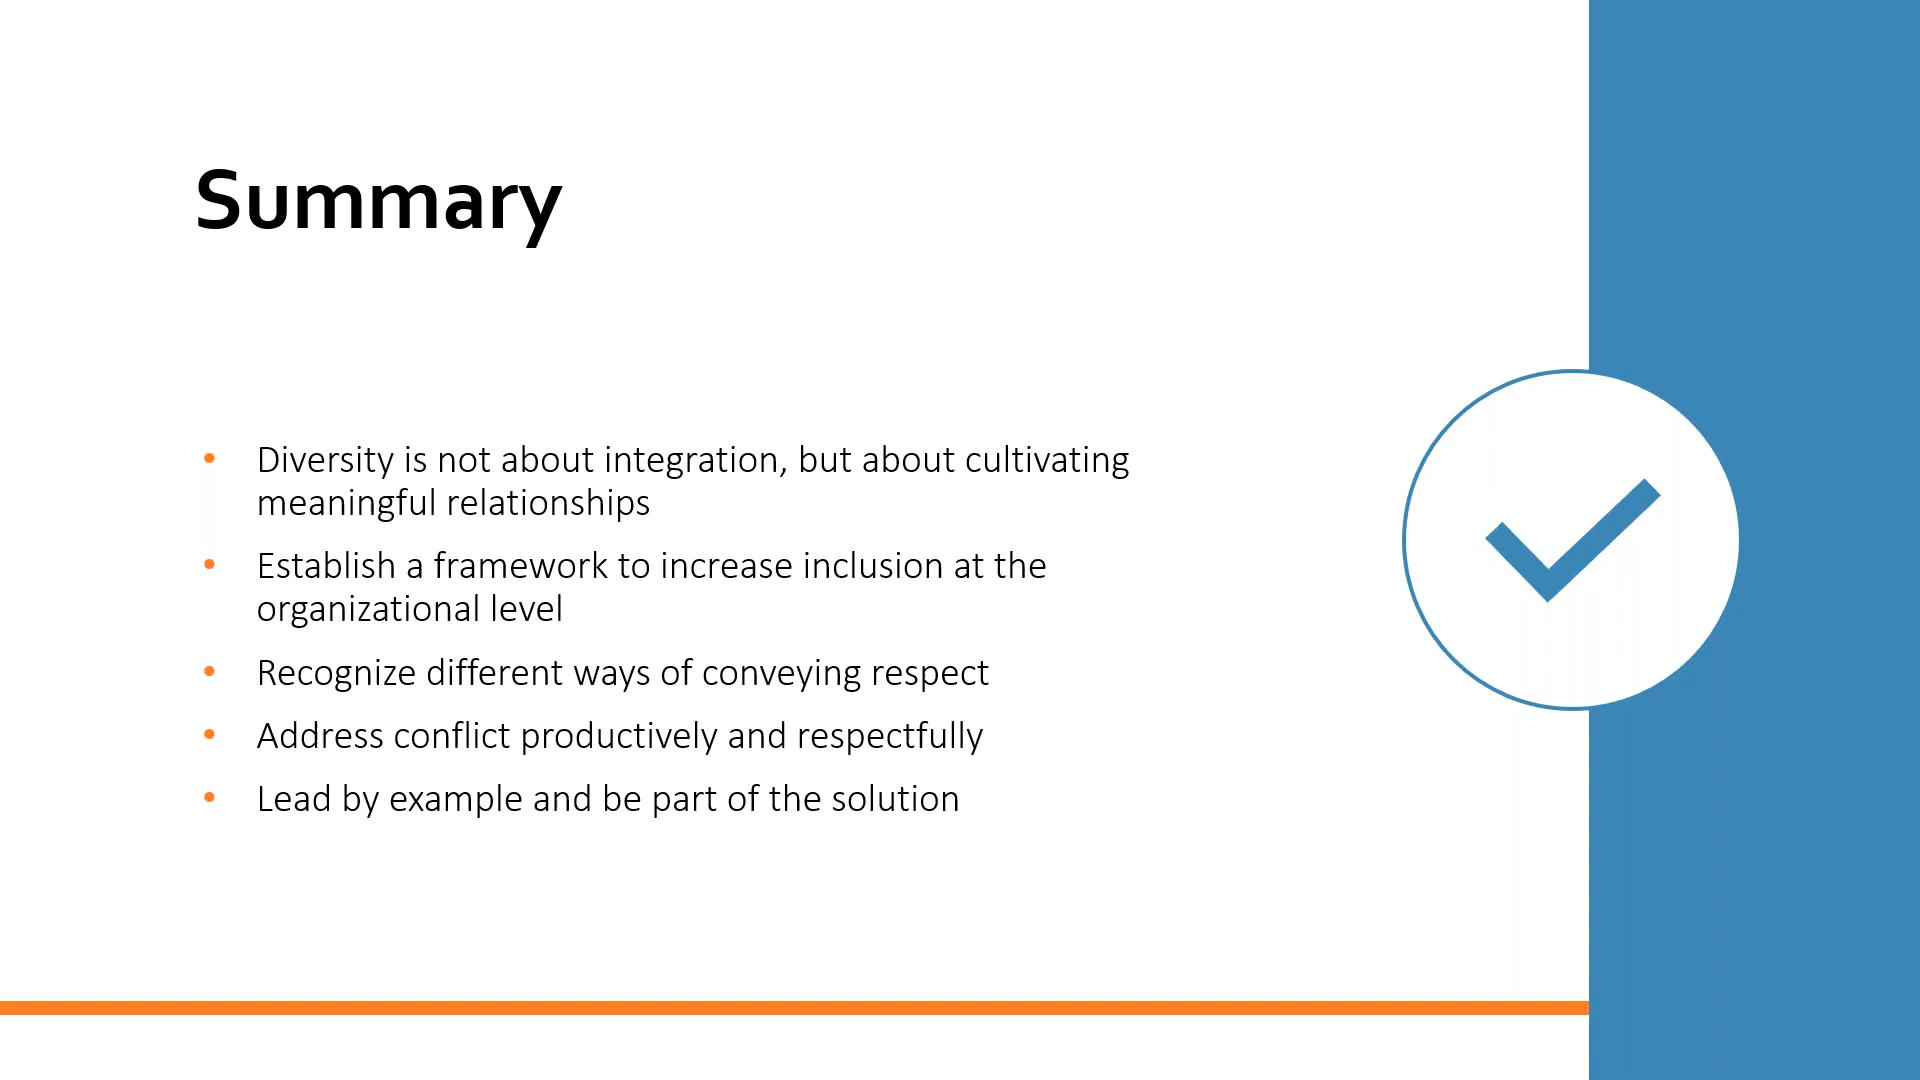 Summary
• Diversity is not about integration, but about cultivating
meaningful relationships
• Establish a framework to increase inclusion at the
organizational level
• Recognize different ways of conveying respect
• Address conflict productively and respectfully
• Lead by example and be part of the solution